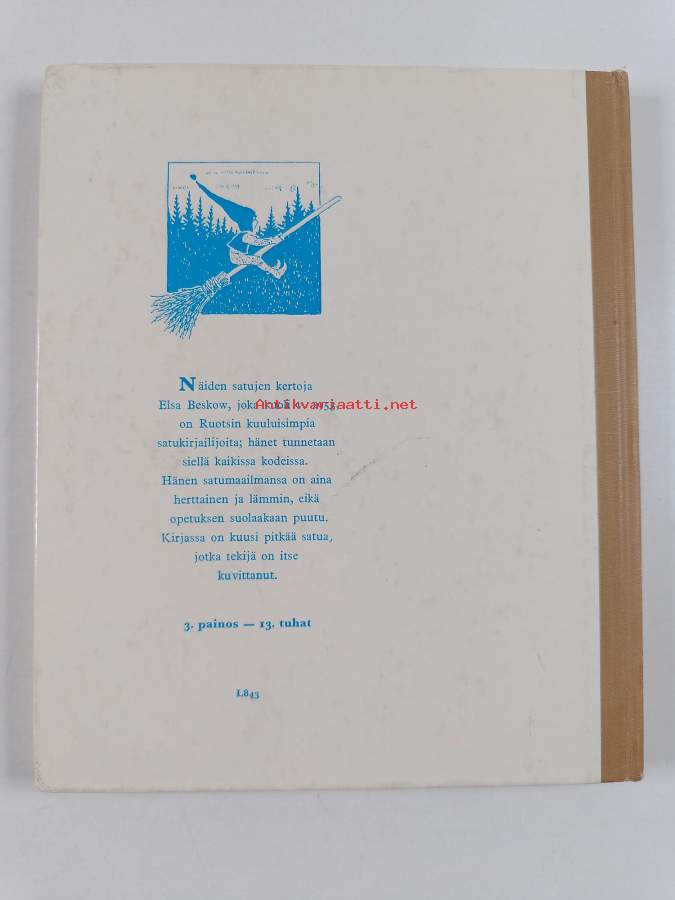 Näiden satujen kertoja
Elsa Beskow, joka 1953
on Ruotsin kuuluisimpia
satukirjailijoita; hänet tunnetaan
siellä kaikissa kodeissa.
Hänen satumaailmansa on aina
herttainen ja lämmin, eikä
opetuksen suolaakaan puutu.
Kirjassa on kuusi pitkää satua,
jotka tekijä on itse
kuvittanut.
3. painos — 13. tuhat
L843
Antikvariaatti.net